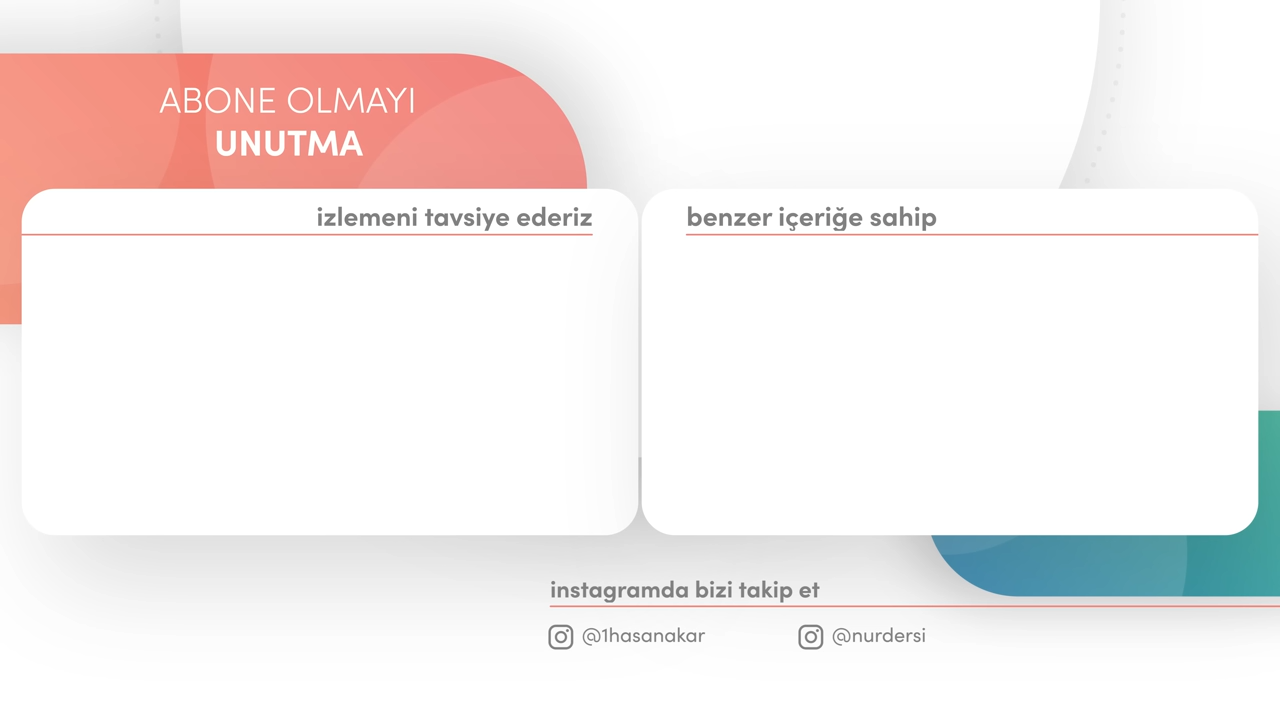 ABONE OLMAYI
UNUTMA
izlemeni tavsiye ederiz
benzer içeriğe sahip
instagramda bizi takip et
@1hasanakar
@nurdersi